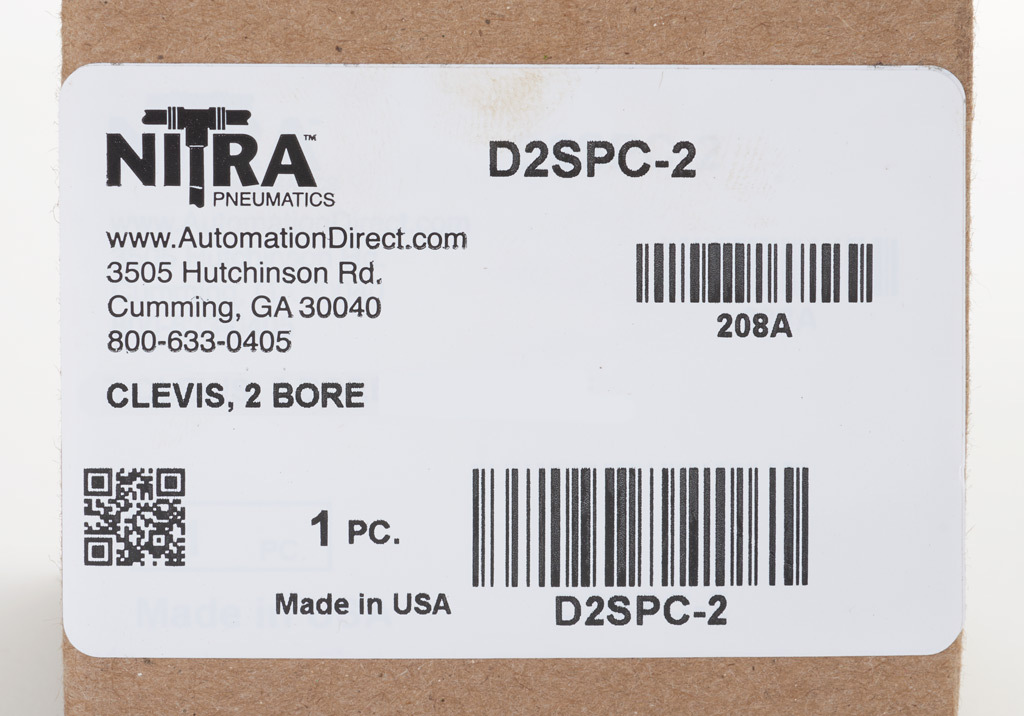 NITRA™
PNEUMATICS
www.AutomationDirect.com
3505 Hutchinson Rd.
Cumming, GA 30040
800-633-0405
CLEVIS, 2 BORE
D2SPC-2
208A
1 PC.
Made in USA
D2SPC-2